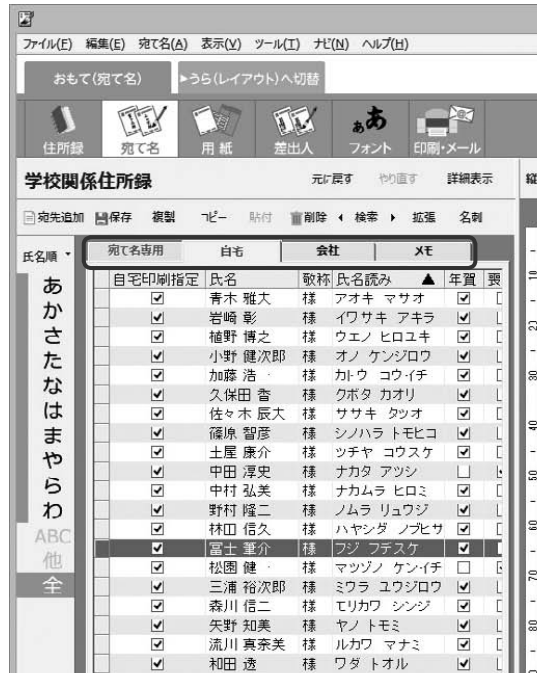 ファイル(F) 編集(E) 宛て名(A) 表示(V) ツール(T) ナビ(N) ヘルプ(H)
おもて(宛て名) ▶うら(レイアウト)へ切替
住所録 宛て名 用紙 差出人 フォント 印刷・メール
学校関係住所録 元に戻す やり直す 詳細表示 縦
宛先追加 保存 複製 コピー 貼付 削除 検索 拡張 名刺
氏名順 宛て名専用 自宅 会社 メモ
自宅印刷指定 氏名 敬称 氏名読み ▲ 年賀 喪
あ
か
さ
た
な
は
ま
や
ら
わ
ABC
他
全
青木 雅大 様 アオキ マサオ
岩崎 彰 様 イワサキ アキラ
植野 博之 様 ウエノ ヒロユキ
小野 健次郎 様 オノ ケンジロウ
加藤 浩一 様 カトウ コウイチ
久保田 香 様 クボタ カオリ
佐々木 辰大 様 ササキ タツオ
篠原 智彦 様 シノハラ トモヒコ
土屋 康介 様 ツチヤ コウスケ
中田 淳史 様 ナカタ アツシ
中村 弘美 様 ナカムラ ヒロミ
野村 隆二 様 ノムラ リュウジ
林田 信久 様 ハヤシダ ノブヒサ
富士 筆介 様 フジ フデスケ
松園 健一 様 マツゾノ ケンイチ
三浦 裕次郎 様 ミウラ ユウジロウ
森川 信二 様 モリカワ シンジ
矢野 知美 様 ヤノ トモミ
流川 真奈美 様 ルカワ マナミ
和田 透 様 ワダ トオル
10
20
30
40
50
60
70
80